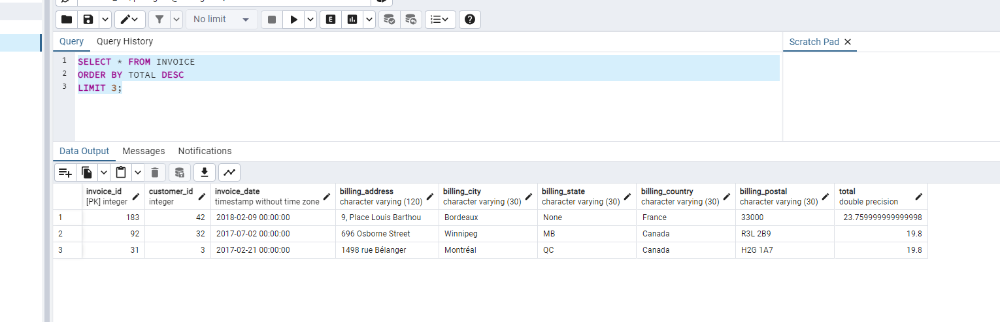 No limit
E
Query Query History
Scratch Pad
1 SELECT * FROM INVOICE
2 ORDER BY TOTAL DESC
3 LIMIT 3;
Data Output Messages Notifications
invoice_id customer_id invoice_date billing_address billing_city billing_state billing_country billing_postal total
[PK] integer integer timestamp without time zone character varying (120) character varying (30) character varying (30) character varying (30) character varying (30) double precision
1 183 42 2018-02-09 00:00:00 9, Place Louis Barthou Bordeaux None France 33000 23.759999999999998
2 92 32 2017-07-02 00:00:00 696 Osborne Street Winnipeg MB Canada R3L 2B9 19.8
3 31 3 2017-02-21 00:00:00 1498 rue Bélanger Montréal QC Canada H2G 1A7 19.8